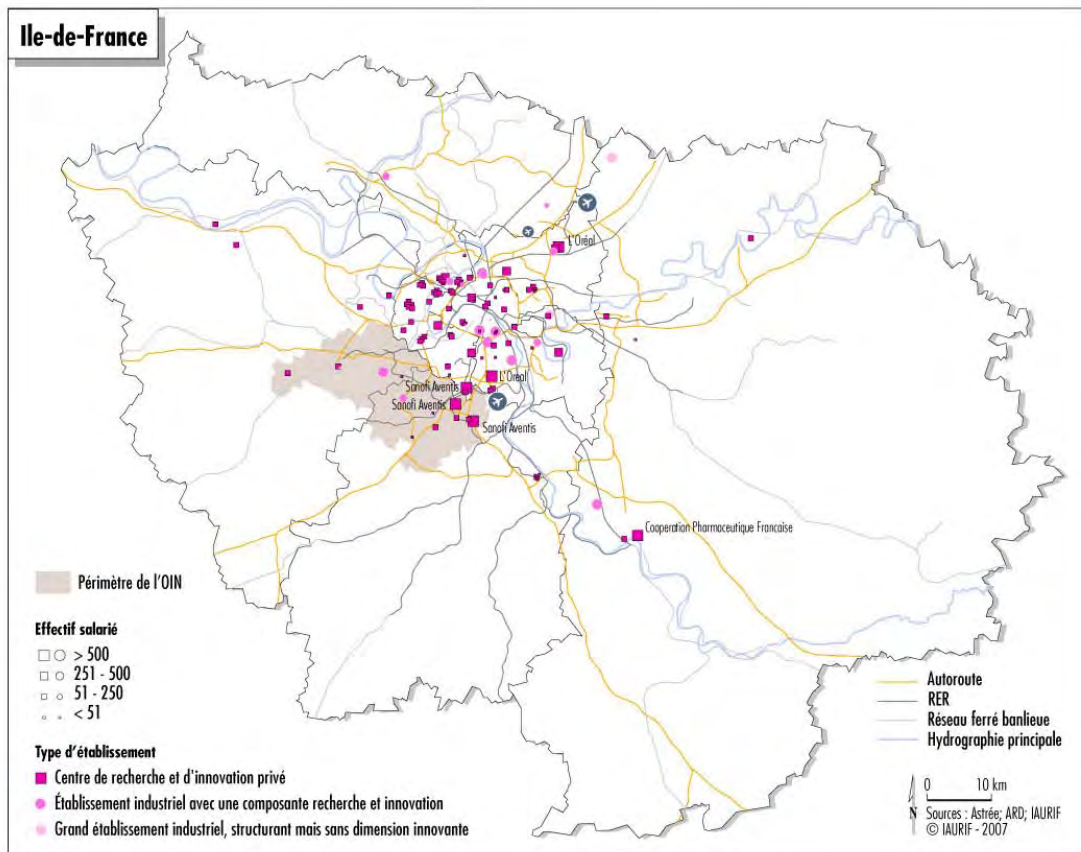 Ile-de-France
L'Oréal
L'Oréal
Sanofi Aventis
Sanofi Aventis
Sanofi Aventis
Cooperation Pharmaceutique Francaise
Périmètre de l'OIN
Effectif salarié
> 500
251 - 500
51 - 250
< 51
Type d'établissement
Centre de recherche et d'innovation privé
Établissement industriel avec une composante recherche et innovation
Grand établissement industriel, structurant mais sans dimension innovante
Autoroute
RER
Réseau ferré banlieue
Hydrographie principale
0 10 km
N
Sources : Astrée; ARD; IAURIF
© IAURIF - 2007